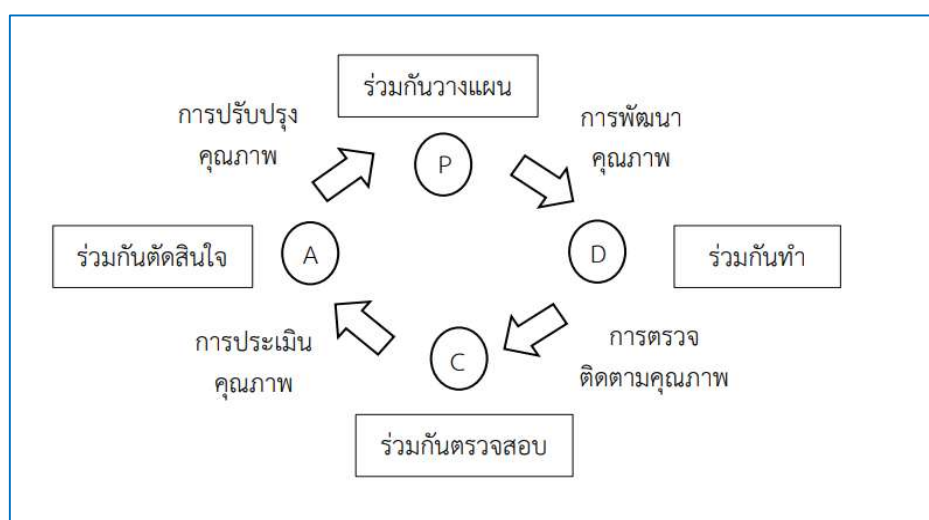 ร่วมกันวางแผน
การปรับปรุง
คุณภาพ
P
การพัฒนา
คุณภาพ
ร่วมกันตัดสินใจ
A
D
ร่วมกันทำ
การประเมิน
คุณภาพ
C
การตรวจ
ติดตามคุณภาพ
ร่วมกันตรวจสอบ